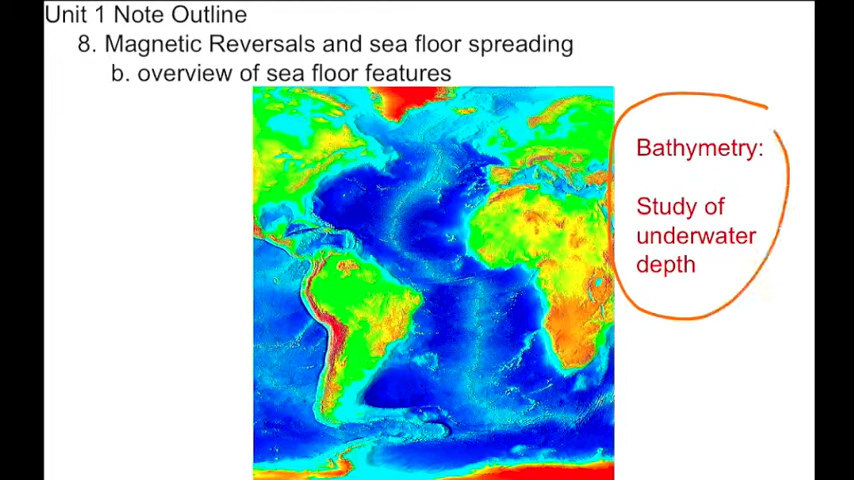 Unit 1 Note Outline
8. Magnetic Reversals and sea floor spreading
b. overview of sea floor features
Bathymetry:
Study of
underwater
depth